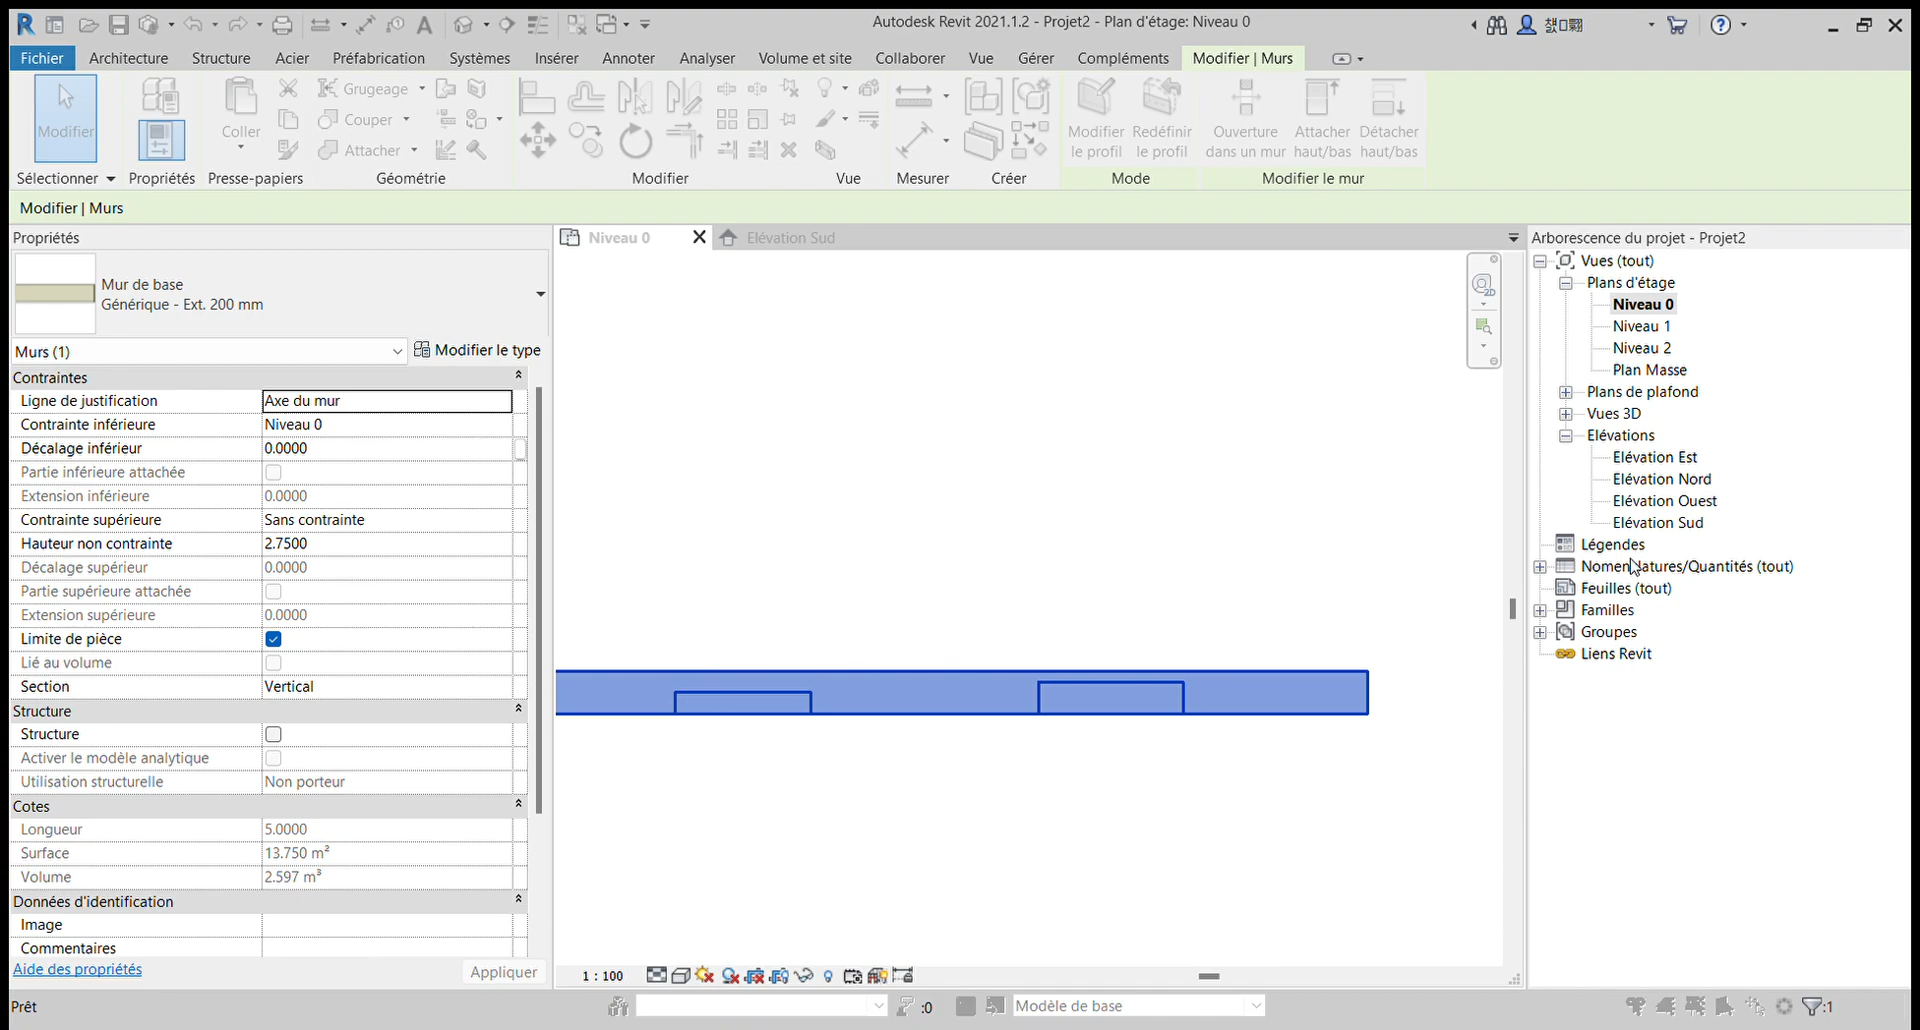 Autodesk Revit 2021.1.2 - Projet2 - Plan d'étage: Niveau 0
Fichier Architecture Structure Acier Préfabrication Systèmes Insérer Annoter Analyser Volume et site Collaborer Vue Gérer Compléments Modifier | Murs
Modifier
Coller
Grugeage
Couper
Attacher
Modifier le profil
Redéfinir le profil
Ouverture dans un mur
Attacher haut/bas
Détacher haut/bas
Sélectionner Propriétés Presse-papiers Géométrie Modifier Vue Mesurer Créer Mode Modifier le mur
Modifier | Murs
Propriétés
Mur de base
Générique - Ext. 200 mm
Murs (1) Modifier le type
Contraintes
Ligne de justification Axe du mur
Contrainte inférieure Niveau 0
Décalage inférieur 0.0000
Partie inférieure attachée
Extension inférieure 0.0000
Contrainte supérieure Sans contrainte
Hauteur non contrainte 2.7500
Décalage supérieur 0.0000
Partie supérieure attachée
Extension supérieure 0.0000
Limite de pièce
Lié au volume
Section Vertical
Structure
Structure
Activer le modèle analytique
Utilisation structurelle Non porteur
Cotes
Longueur 5.0000
Surface 13.750 m²
Volume 2.597 m³
Données d'identification
Image
Commentaires
Aide des propriétés Appliquer
Niveau 0 Elévation Sud
2D
1 : 100
Arborescence du projet - Projet2
Vues (tout)
Plans d'étage
Niveau 0
Niveau 1
Niveau 2
Plan Masse
Plans de plafond
Vues 3D
Elévations
Elévation Est
Elévation Nord
Elévation Ouest
Elévation Sud
Légendes
Nomenclatures/Quantités (tout)
Feuilles (tout)
Familles
Groupes
Liens Revit
Prêt :0 Modèle de base :1